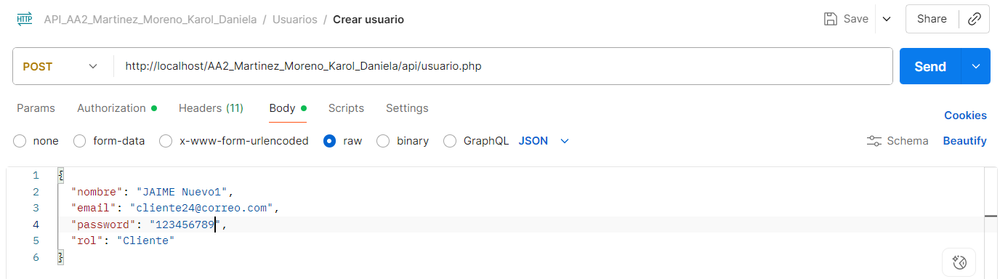 HTTP API_AA2_Martinez_Moreno_Karol_Daniela / Usuarios / Crear usuario Save Share
POST http://localhost/AA2_Martinez_Moreno_Karol_Daniela/api/usuario.php Send
Params Authorization Headers (11) Body Scripts Settings Cookies
none form-data x-www-form-urlencoded raw binary GraphQL JSON Schema Beautify
1 {
2 "nombre": "JAIME Nuevo1",
3 "email": "cliente24@correo.com",
4 "password": "123456789",
5 "rol": "Cliente"
6 }